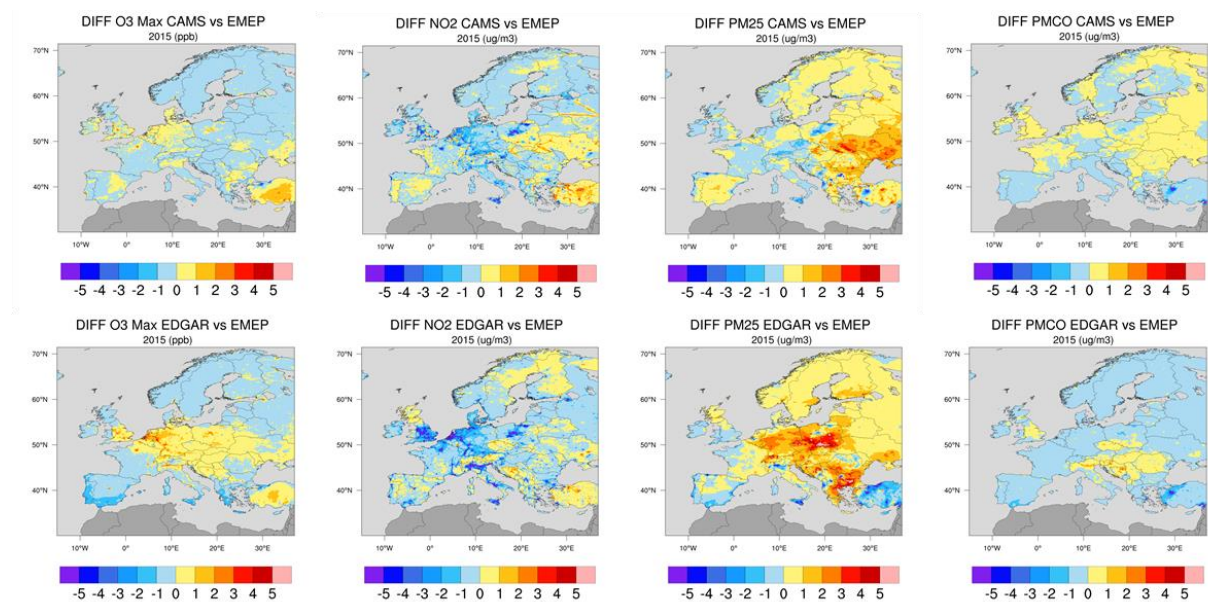 DIFF O3 Max CAMS vs EMEP
2015 (ppb)
70°N
60°N
50°N
40°N
10°W 0° 10°E 20°E 30°E
-5 -4 -3 -2 -1 0 1 2 3 4 5
DIFF NO2 CAMS vs EMEP
2015 (ug/m3)
70°N
60°N
50°N
40°N
10°W 0° 10°E 20°E 30°E
-5 -4 -3 -2 -1 0 1 2 3 4 5
DIFF PM25 CAMS vs EMEP
2015 (ug/m3)
70°N
60°N
50°N
40°N
10°W 0° 10°E 20°E 30°E
-5 -4 -3 -2 -1 0 1 2 3 4 5
DIFF PMCO CAMS vs EMEP
2015 (ug/m3)
70°N
60°N
50°N
40°N
10°W 0° 10°E 20°E 30°E
-5 -4 -3 -2 -1 0 1 2 3 4 5
DIFF O3 Max EDGAR vs EMEP
2015 (ppb)
70°N
60°N
50°N
40°N
10°W 0° 10°E 20°E 30°E
-5 -4 -3 -2 -1 0 1 2 3 4 5
DIFF NO2 EDGAR vs EMEP
2015 (ug/m3)
70°N
60°N
50°N
40°N
10°W 0° 10°E 20°E 30°E
-5 -4 -3 -2 -1 0 1 2 3 4 5
DIFF PM25 EDGAR vs EMEP
2015 (ug/m3)
70°N
60°N
50°N
40°N
10°W 0° 10°E 20°E 30°E
-5 -4 -3 -2 -1 0 1 2 3 4 5
DIFF PMCO EDGAR vs EMEP
2015 (ug/m3)
70°N
60°N
50°N
40°N
10°W 0° 10°E 20°E 30°E
-5 -4 -3 -2 -1 0 1 2 3 4 5